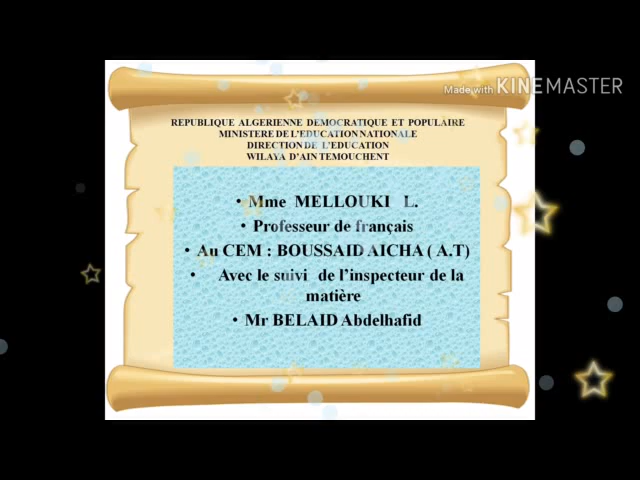 Made with KINEMASTER
REPUBLIQUE ALGERIENNE DEMOCRATIQUE ET POPULAIRE
MINISTERE DE L'EDUCATION NATIONALE
DIRECTION DE L'EDUCATION
WILAYA D'AIN TEMOUCHENT
• Mme MELLOUKI L.
• Professeur de français
• Au CEM : BOUSSAID AICHA ( A.T)
• Avec le suivi de l'inspecteur de la
matière
• Mr BELAID Abdelhafid